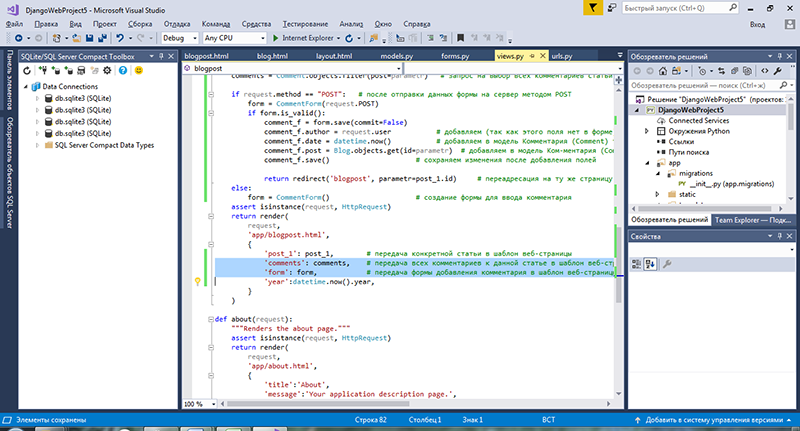 DjangoWebProject5 - Microsoft Visual Studio
Быстрый запуск (Ctrl+Q)
Файл Правка Вид Проект Сборка Отладка Команда Сервис Тест Анализ Окно Справка
Вход
Debug Any CPU Internet Explorer
Панель элементов
Обозреватель объектов SQL Server
SQLite/SQL Server Compact Toolbox
Data Connections
db.sqlite3 (SQLite)
db.sqlite3 (SQLite)
db.sqlite3 (SQLite)
db.sqlite3 (SQLite)
SQL Server Compact Data Types
blogpost.html blog.html layout.html models.py forms.py views.py urls.py
blogpost
comments = Comment.objects.filter(post=parametr) # запрос на выбор всех комментариев статьи
if request.method == "POST": # после отправки данных формы на сервер методом POST
form = CommentForm(request.POST)
if form.is_valid():
comment_f = form.save(commit=False)
comment_f.author = request.user # добавляем (так как этого поля нет в форме
comment_f.date = datetime.now() # добавляем в модель Комментария (Comment)
comment_f.post = Blog.objects.get(id=parametr) # добавляем в модель Ком-ментария (Com
comment_f.save() # сохраняем изменения после добавления полей
return redirect('blogpost', parametr=post_1.id) # переадресация на ту же страницу
else:
form = CommentForm() # создание формы для ввода комментария
assert isinstance(request, HttpRequest)
return render(
request,
'app/blogpost.html',
{
'post_1': post_1, # передача конкретной статьи в шаблон веб-страницы
'comments': comments, # передача всех комментариев к данной статье в шаблон веб-ст
'form': form, # передача формы добавления комментария в шаблон веб-страниц
'year':datetime.now().year,
}
)
def about(request):
"""Renders the about page."""
assert isinstance(request, HttpRequest)
return render(
request,
'app/about.html',
{
'title':'About',
'message':'Your application description page.',
100 %
Обозреватель решений
Обозреватель решений — поиск
Решение "DjangoWebProject5" (проектов:
DjangoWebProject5
Connected Services
Окружения Python
Ссылки
Пути поиска
app
migrations
__init__.py (app.migrations)
static
Обозреватель решений Team Explorer — Подк...
Свойства
Элементы сохранены
Строка 82 Столбец 1 Знак 1 ВСТ
Добавить в систему управления версиями